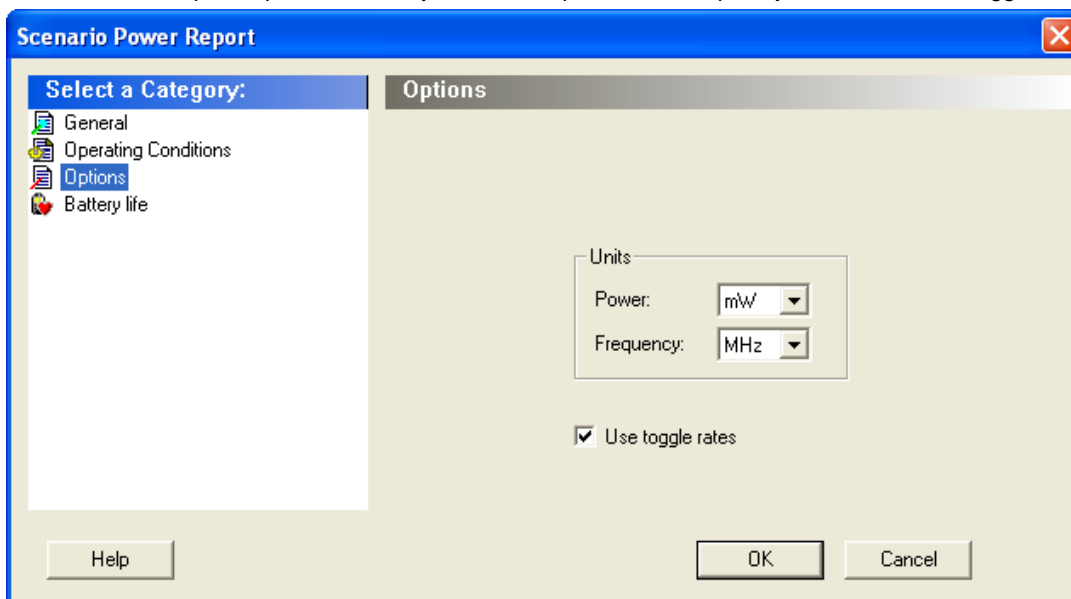 Scenario Power Report
Select a Category:
General
Operating Conditions
Options
Battery life
Options
Units
Power: mW
Frequency: MHz
Use toggle rates
Help
OK
Cancel